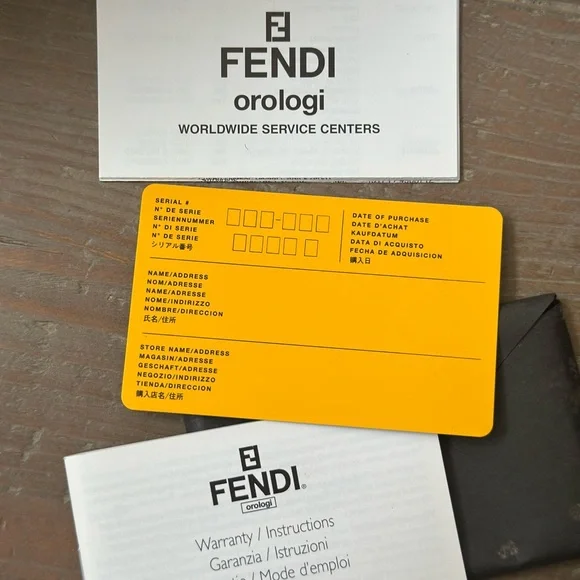 FENDI
orologi
WORLDWIDE SERVICE CENTERS
SERIAL #
N° DE SERIE
SERIENNUMMER
N° DI SERIE
N° DE SERIE
シリアル番号
DATE OF PURCHASE
DATE D'ACHAT
KAUFDATUM
DATA DI ACQUISTO
FECHA DE ADQUISICION
購入日
NAME/ADDRESS
NOM/ADRESSE
NAME/ADRESSE
NOME/INDIRIZZO
NOMBRE/DIRECCION
氏名/住所
STORE NAME/ADDRESS
MAGASIN/ADRESSE
GESCHAFT/ADRESSE
NEGOZIO/INDIRIZZO
TIENDA/DIRECCION
購入店名/住所
FENDI®
orologi
Warranty / Instructions
Garanzia / Istruzioni
/ Mode d'emploi